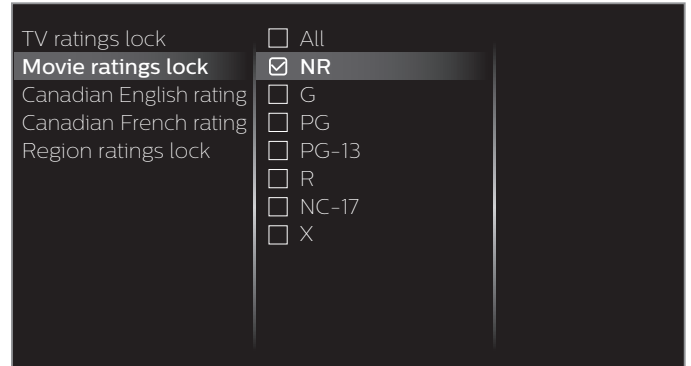 TV ratings lock
Movie ratings lock
Canadian English rating
Canadian French rating
Region ratings lock
All
NR
G
PG
PG-13
R
NC-17
X